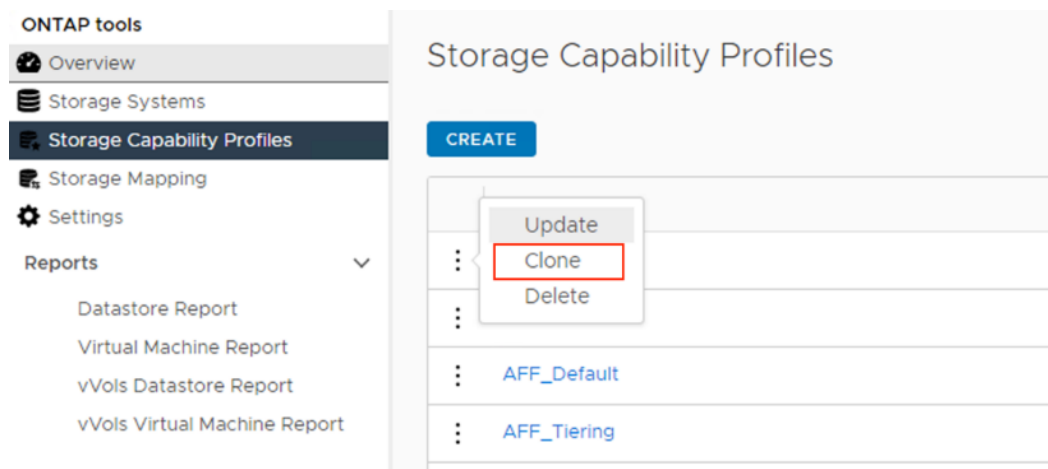 ONTAP tools
Overview
Storage Systems
Storage Capability Profiles
Storage Mapping
Settings
Reports
Datastore Report
Virtual Machine Report
vVols Datastore Report
vVols Virtual Machine Report
Storage Capability Profiles
CREATE
Update
Clone
Delete
AFF_Default
AFF_Tiering